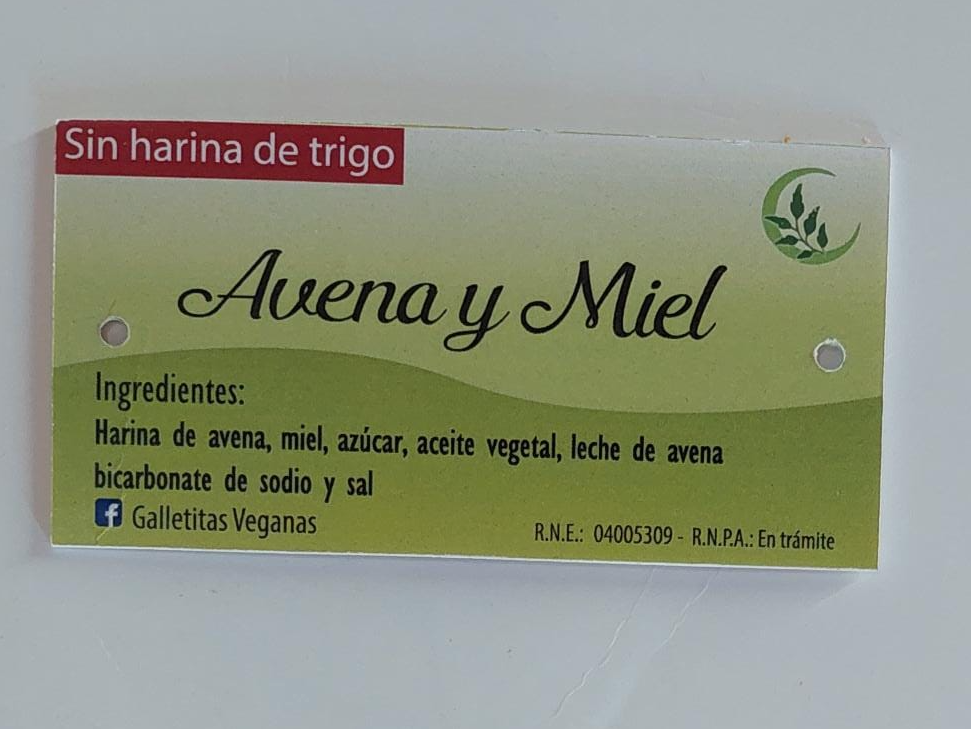 Sin harina de trigo
Avena y Miel
Ingredientes:
Harina de avena, miel, azúcar, aceite vegetal, leche de avena
bicarbonate de sodio y sal
f Galletitas Veganas
R.N.E.: 04005309 - R.N.P.A.: En trámite